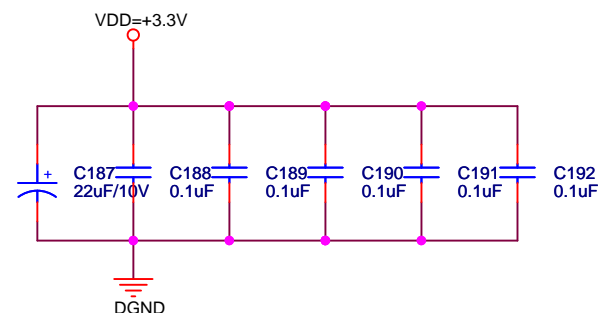 VDD=+3.3V
+
C187 C188 C189 C190 C191 C192
22uF/10V 0.1uF 0.1uF 0.1uF 0.1uF 0.1uF
DGND